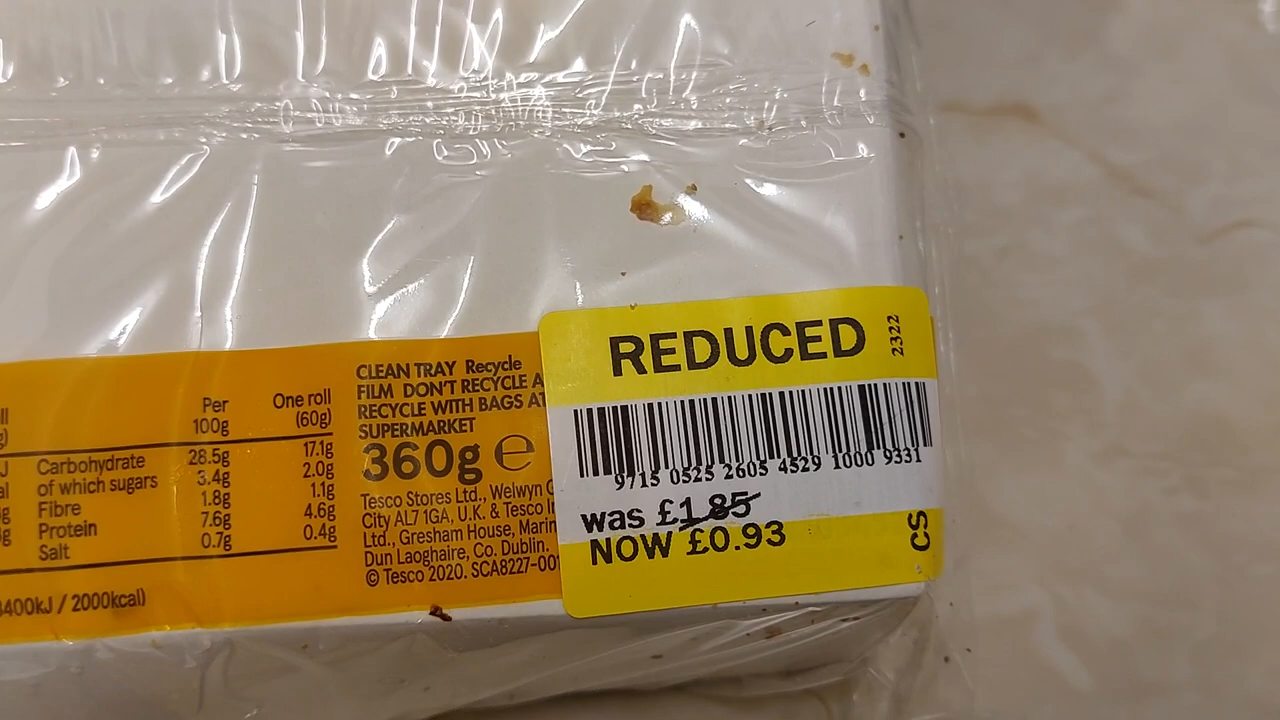 Per 100g
One roll (60g)
Carbohydrate 28.5g 17.1g
of which sugars 3.4g 2.0g
Fibre 1.8g 1.1g
Protein 7.6g 4.6g
Salt 0.7g 0.4g
400kJ / 2000kcal)
CLEAN TRAY Recycle
FILM DON'T RECYCLE
RECYCLE WITH BAGS AT
SUPERMARKET
360g e
Tesco Stores Ltd., Welwyn
City AL7 1GA, U.K. & Tesco
Ltd., Gresham House, Marin
Dun Laoghaire, Co. Dublin.
© Tesco 2020. SCA8227-00
REDUCED
2322
9715 0525 2605 4529 1000 9331
was £1.85
NOW £0.93
CS